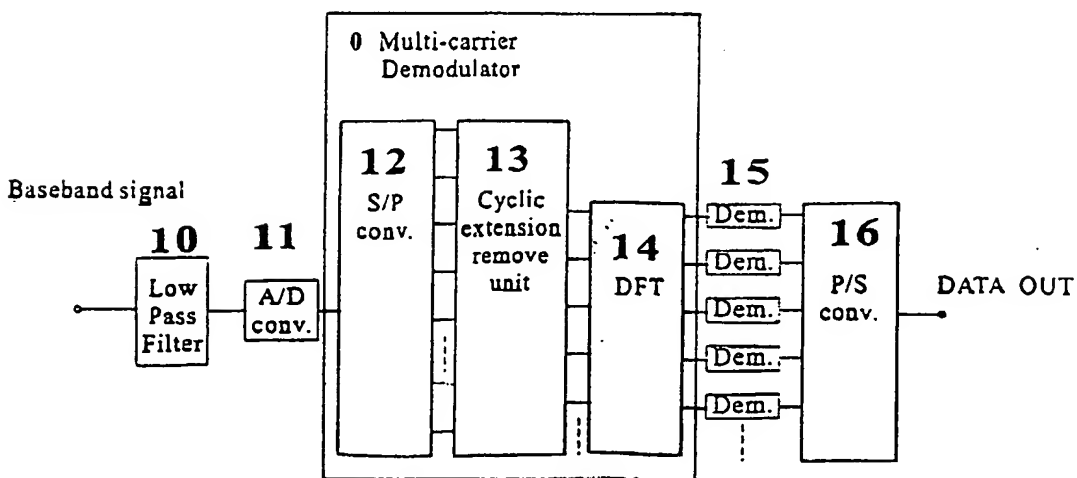 0 Multi-carrier
Demodulator
Baseband signal
10
Low
Pass
Filter
11
A/D
conv.
12
S/P
conv.
13
Cyclic
extension
remove
unit
14
DFT
15
Dem.
Dem.
Dem.
Dem.
Dem.
16
P/S
conv.
DATA OUT